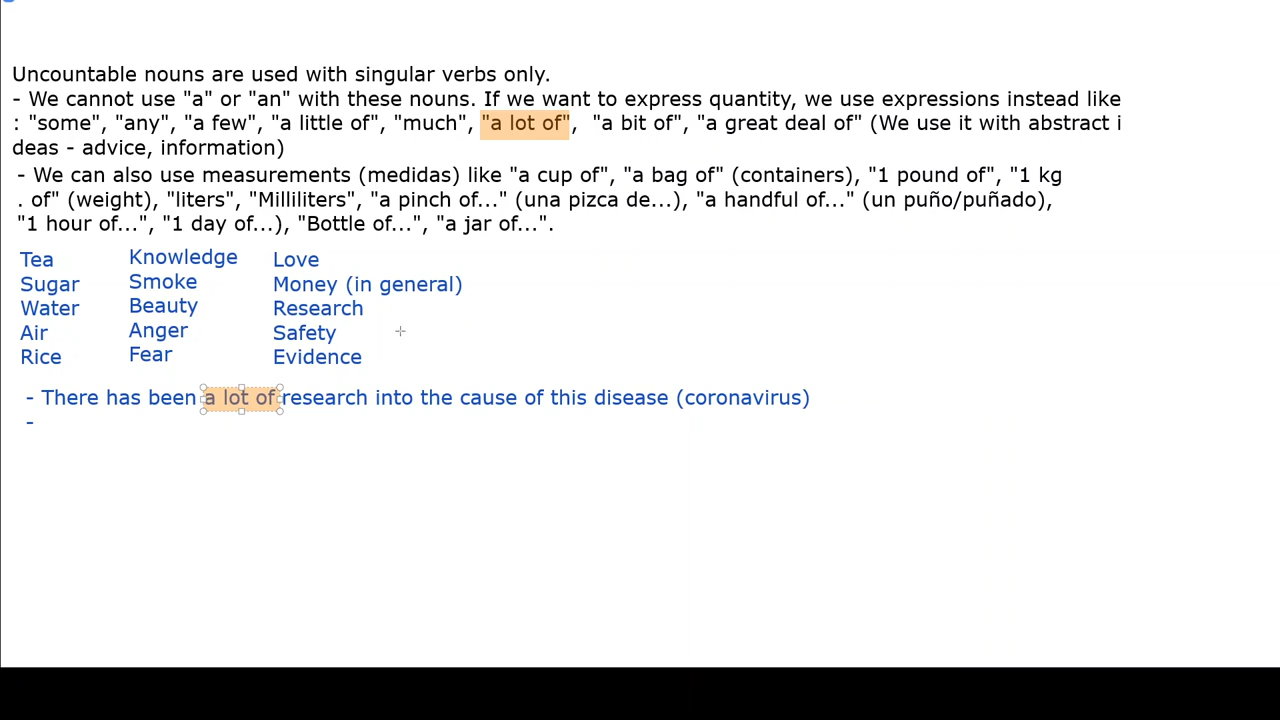 Uncountable nouns are used with singular verbs only.
- We cannot use "a" or "an" with these nouns. If we want to express quantity, we use expressions instead like
: "some", "any", "a few", "a little of", "much", "a lot of",  "a bit of", "a great deal of" (We use it with abstract i
deas - advice, information)
- We can also use measurements (medidas) like "a cup of", "a bag of" (containers), "1 pound of", "1 kg
. of" (weight), "liters", "Milliliters", "a pinch of..." (una pizca de...), "a handful of..." (un puño/puñado),
"1 hour of...", "1 day of...), "Bottle of...", "a jar of...".
Tea
Sugar
Water
Air
Rice
Knowledge
Smoke
Beauty
Anger
Fear
Love
Money (in general)
Research
Safety
Evidence
- There has been a lot of research into the cause of this disease (coronavirus)
-